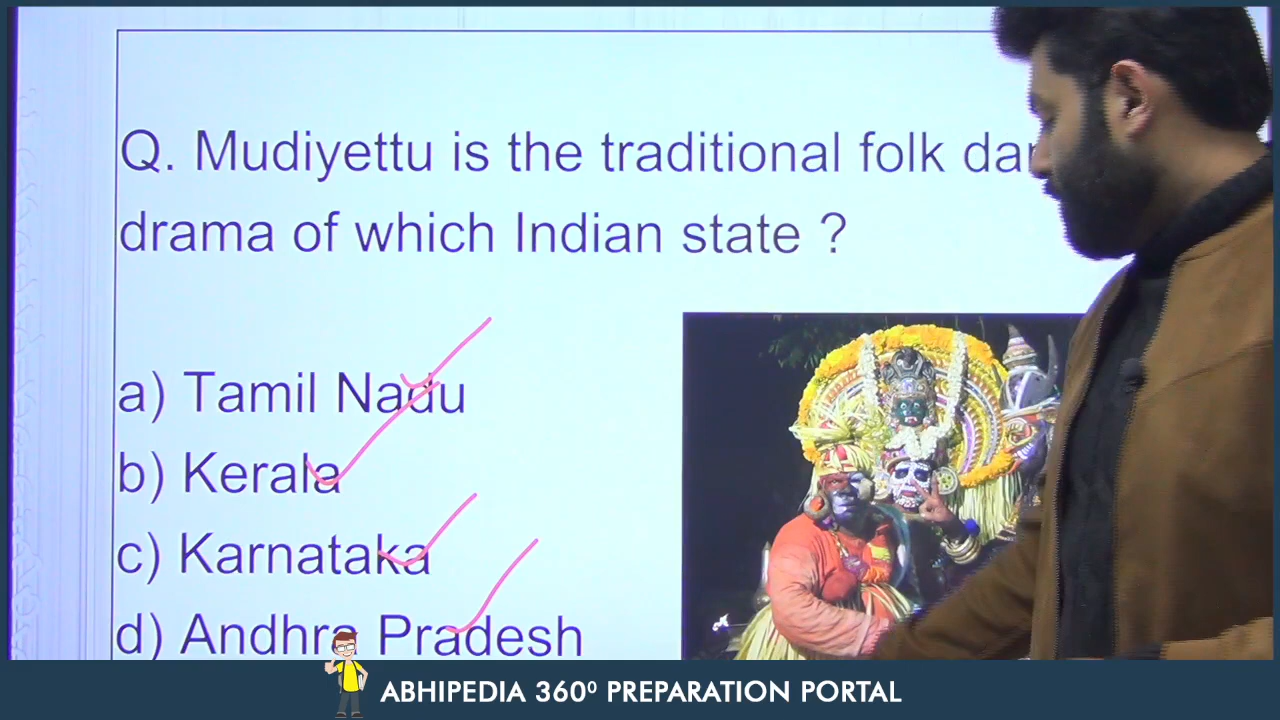 Q. Mudiyettu is the traditional folk
drama of which Indian state ?
a) Tamil Nadu
b) Kerala
c) Karnataka
d) Andhra Pradesh
ABHIPEDIA 360⁰ PREPARATION PORTAL